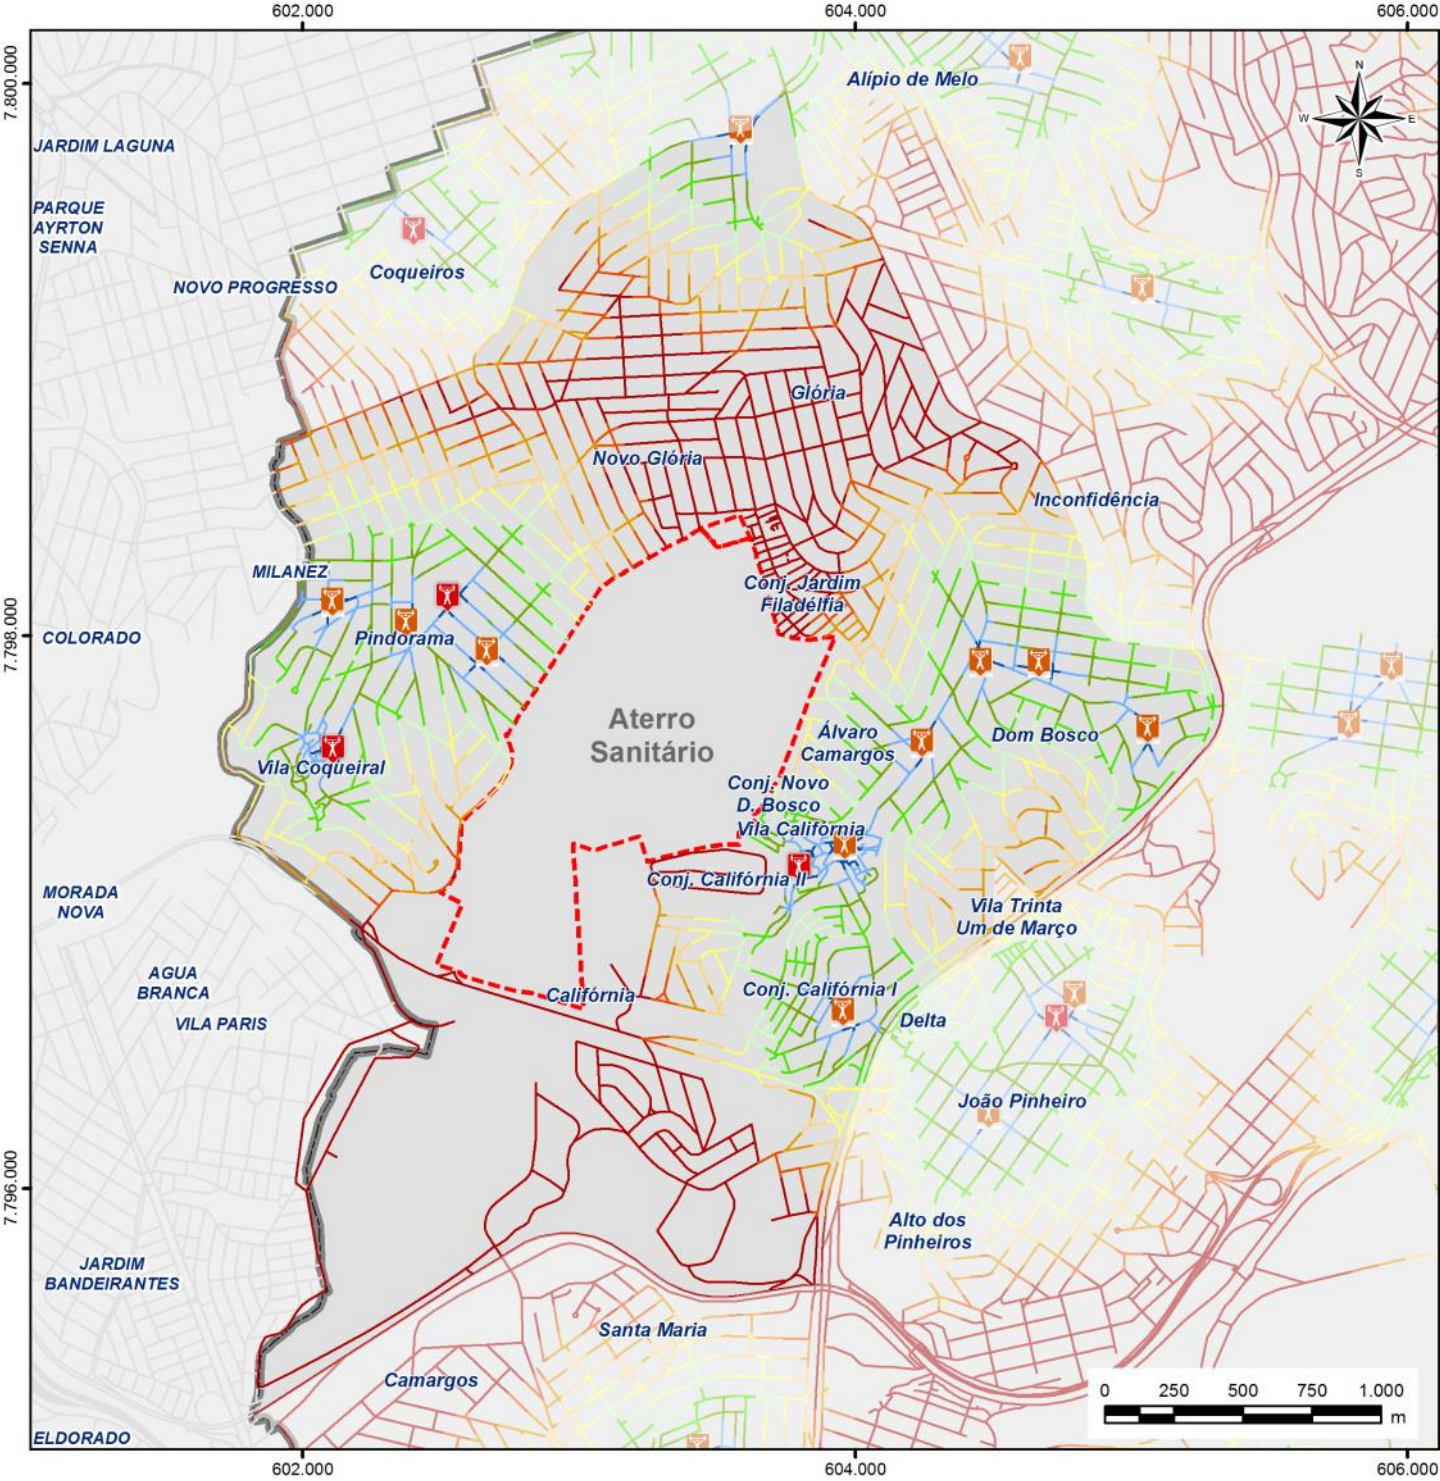 602.000
604.000
606.000
7.800.000
Alípio de Melo
N
W
E
S
JARDIM LAGUNA
PARQUE
AYRTON
SENNA
Coqueiros
NOVO PROGRESSO
Glória
Novo Glória
Inconfidência
MILANEZ
Conj. Jardim
Filadélfia
7.798.000
COLORADO
Pindorama
Aterro
Sanitário
Álvaro
Camargos
Dom Bosco
Vila Coqueiral
Conj. Novo
D. Bosco
Vila Califórnia
Conj. Califórnia II
MORADA
NOVA
Vila Trinta
Um de Março
AGUA
BRANCA
Califórnia
Conj. Califórnia I
VILA PARIS
Delta
João Pinheiro
7.796.000
Alto dos
Pinheiros
JARDIM
BANDEIRANTES
Santa Maria
Camargos
0
250
500
750
1.000
m
ELDORADO
602.000
604.000
606.000